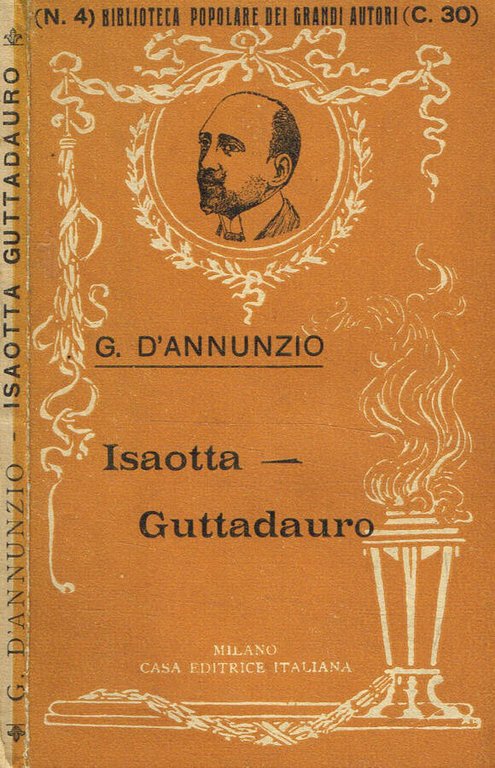 (N. 4) BIBLIOTECA POPOLARE DEI GRANDI AUTORI (C. 30)
G. D'ANNUNZIO
Isaotta —
Guttadauro
MILANO
CASA EDITRICE ITALIANA
G. D'ANNUNZIO - ISAOTTA GUTTADAURO